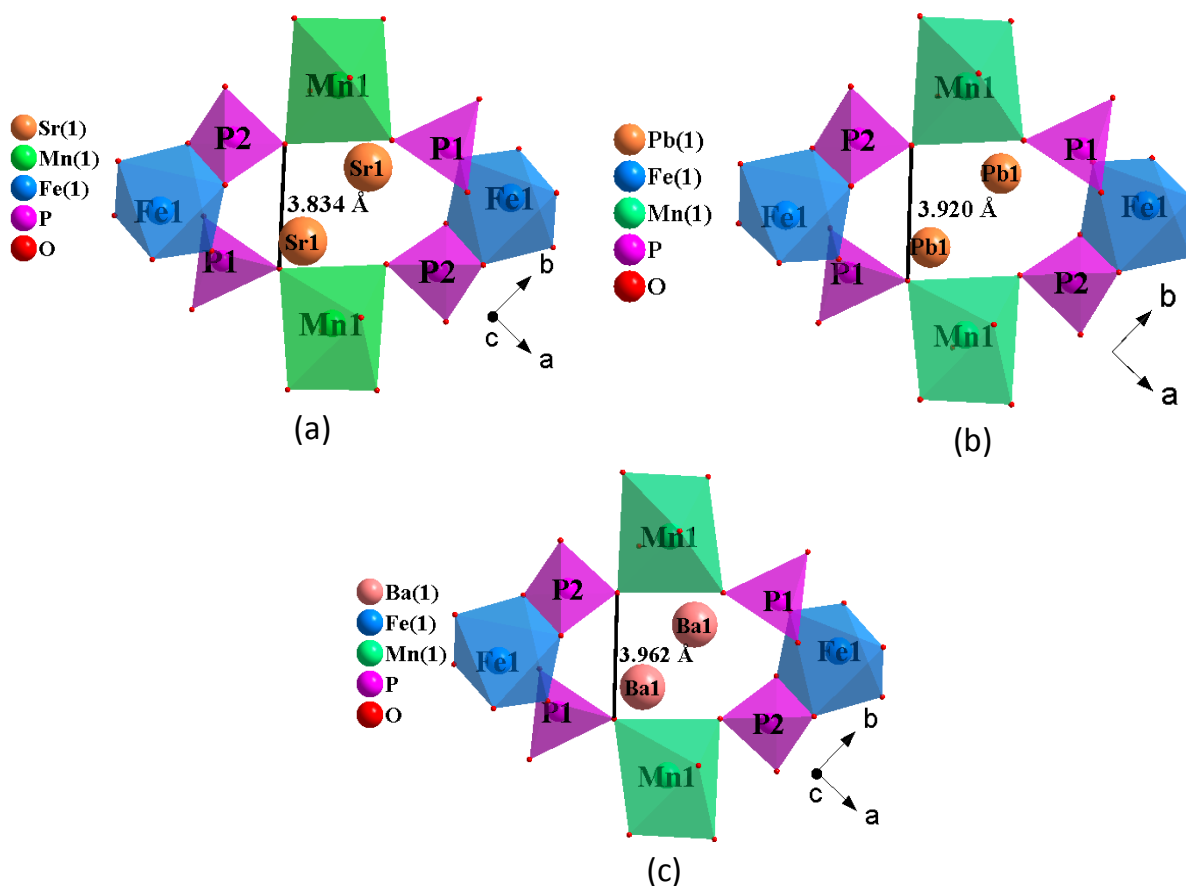 Sr(1)
Mn(1)
Fe(1)
P
O
Mn1
P2
P1
Sr1
Fe1
3.834 Å
Fe1
Sr1
P1
P2
Mn1
b
c
a
(a)
Pb(1)
Fe(1)
Mn(1)
P
O
Mn1
P2
P1
Pb1
Fe1
3.920 Å
Fe1
Pb1
P1
P2
Mn1
b
a
(b)
Ba(1)
Fe(1)
Mn(1)
P
O
Mn1
P2
P1
Ba1
Fe1
3.962 Å
Fe1
Ba1
P1
P2
Mn1
b
c
a
(c)